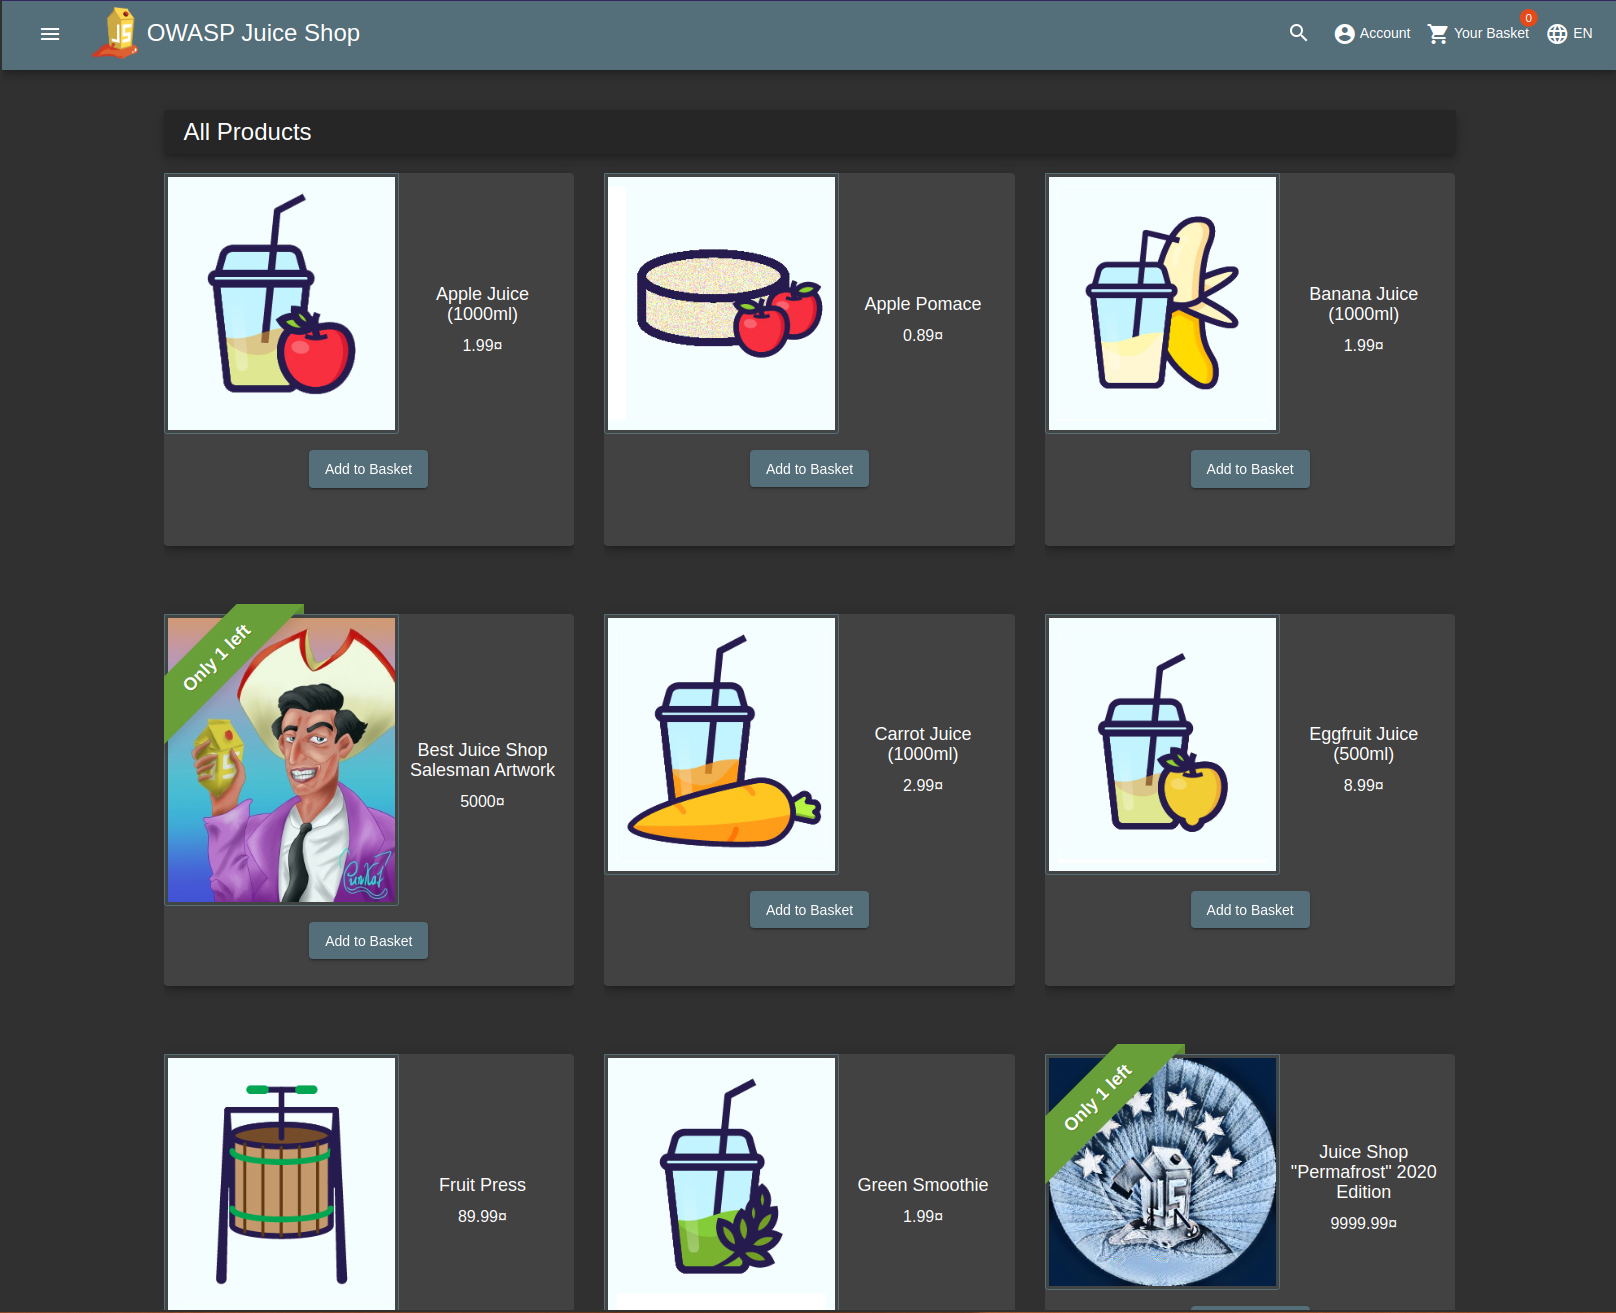 OWASP Juice Shop
Account
0
Your Basket
EN
All Products
Apple Juice
(1000ml)
1.99¤
Add to Basket
Apple Pomace
0.89¤
Add to Basket
Banana Juice
(1000ml)
1.99¤
Add to Basket
Only 1 left
Best Juice Shop
Salesman Artwork
5000¤
Add to Basket
Carrot Juice
(1000ml)
2.99¤
Add to Basket
Eggfruit Juice
(500ml)
8.99¤
Add to Basket
Fruit Press
89.99¤
Green Smoothie
1.99¤
Only 1 left
JS
Juice Shop
"Permafrost" 2020
Edition
9999.99¤